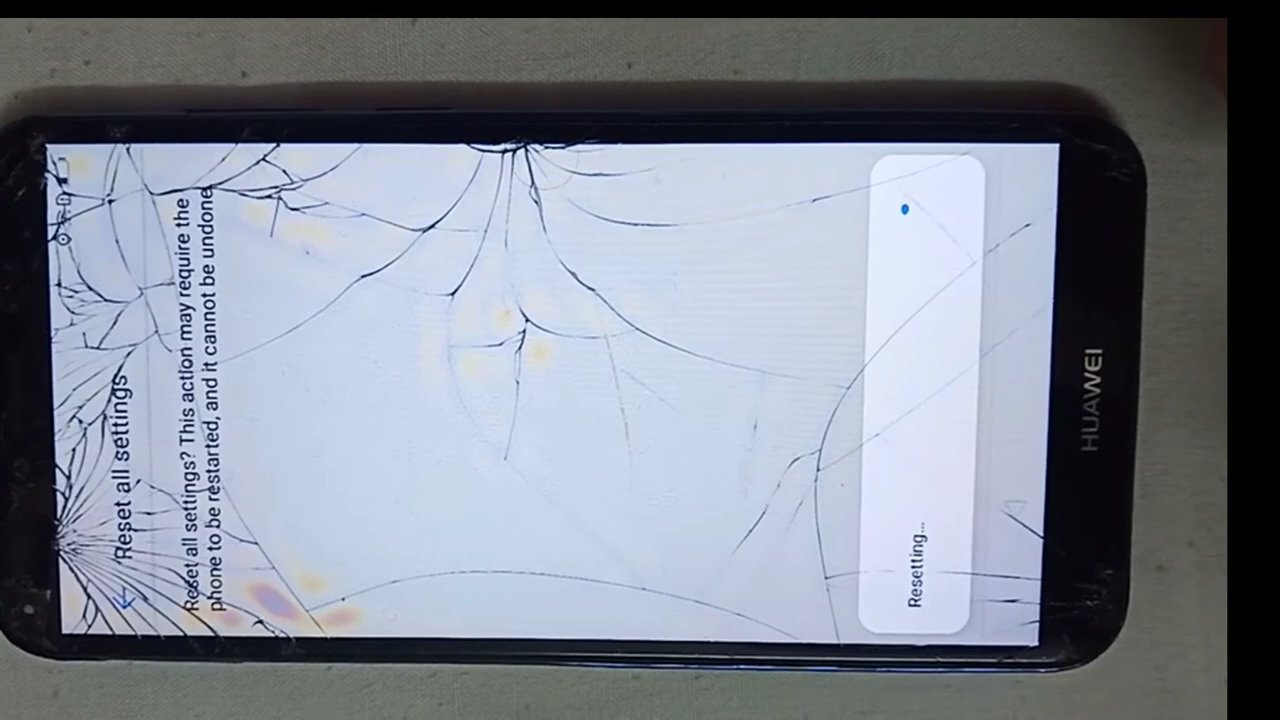 Reset all settings
Reset all settings? This action may require the
phone to be restarted, and it cannot be undone
Resetting...
HUAWEI